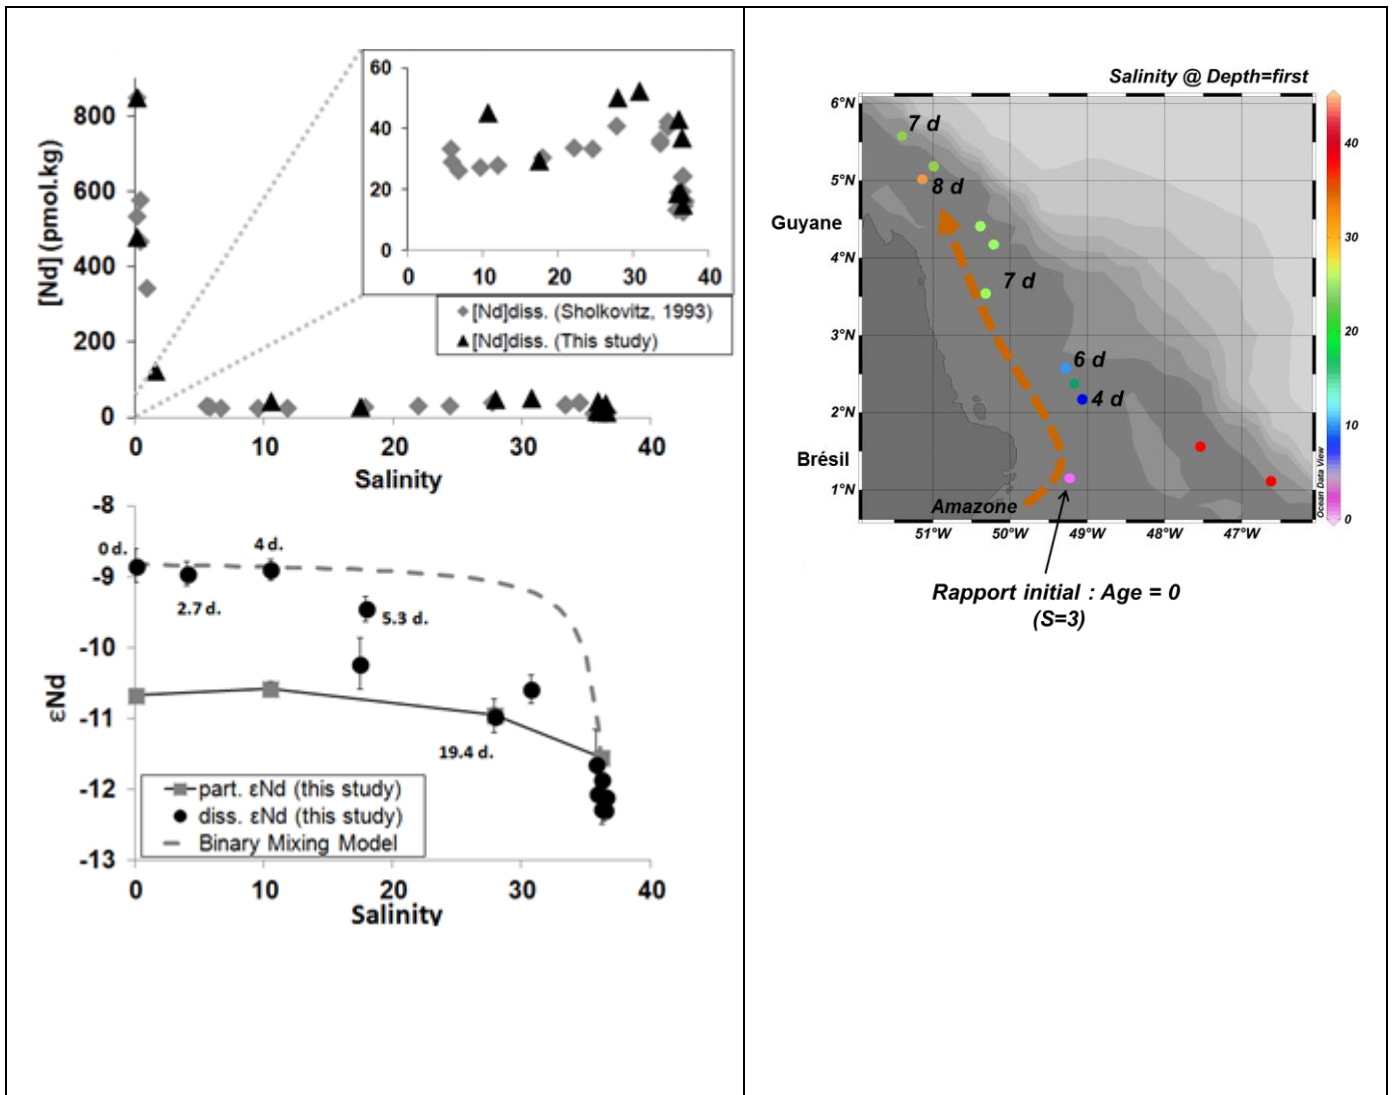 60
40
20
0
0
10
20
30
40
[Nd]diss. (Sholkovitz, 1993)
[Nd]diss. (This study)
800
600
400
200
0
[Nd] (pmol.kg)
0
10
20
30
40
Salinity
-8
-9
-10
-11
-12
-13
εNd
0 d.
2.7 d.
4 d.
5.3 d.
19.4 d.
part. εNd (this study)
diss. εNd (this study)
Binary Mixing Model
0
10
20
30
40
Salinity
Salinity @ Depth=first
6°N
5°N
4°N
3°N
2°N
1°N
Guyane
Brésil
7 d
8 d
7 d
6 d
4 d
Amazone
51°W
50°W
49°W
48°W
47°W
40
30
20
10
0
Ocean Data View
Rapport initial : Age = 0
(S=3)